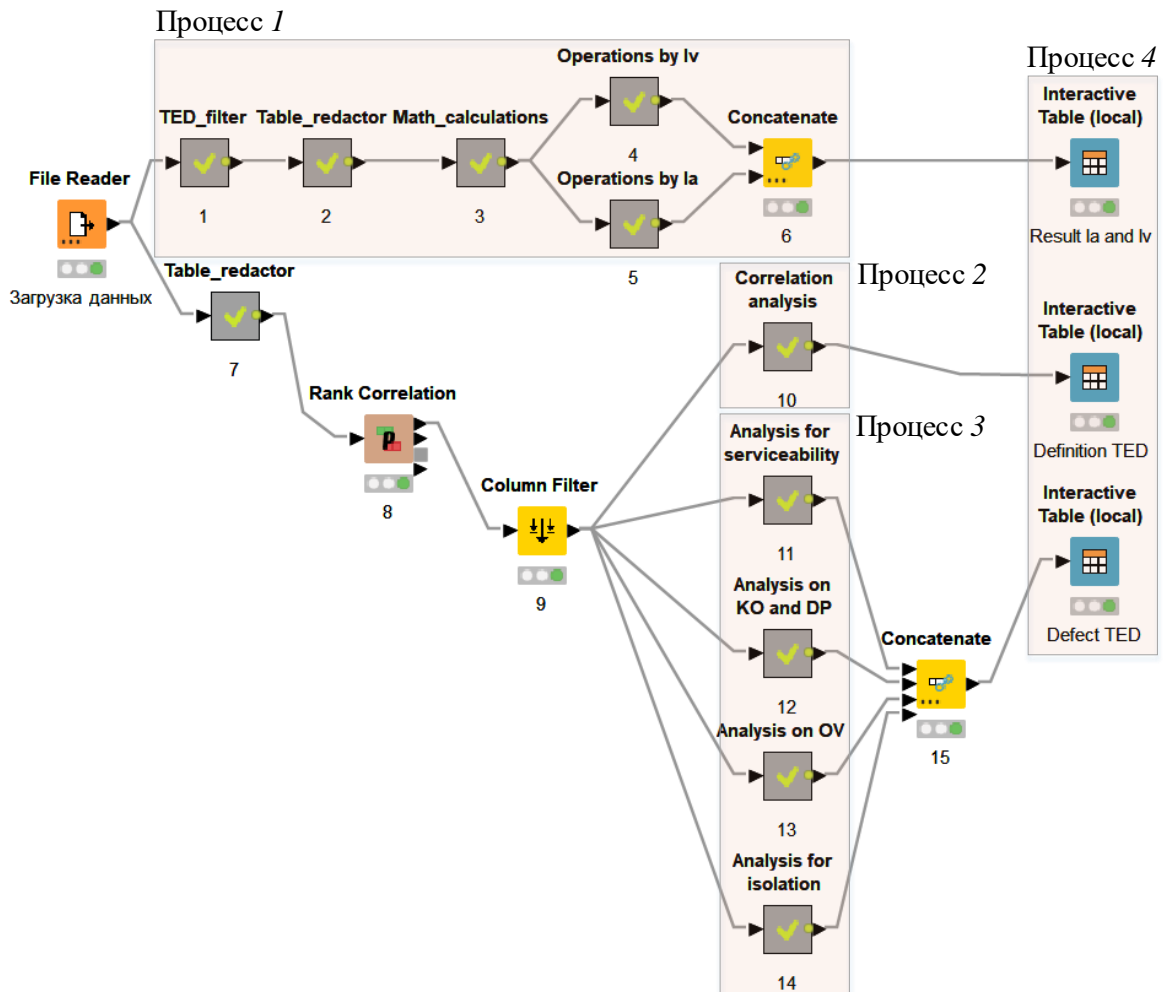 Процесс 1
Operations by Iv
Процесс 4
Interactive
Table (local)
TED_filter
Table_redactor
Math_calculations
Concatenate
4
File Reader
Operations by Ia
1
2
3
6
Result Ia and Iv
Загрузка данных
Table_redactor
5
Correlation
analysis
Процесс 2
Interactive
Table (local)
7
Rank Correlation
p
10
Analysis for
serviceability
Процесс 3
Definition TED
Column Filter
Interactive
Table (local)
8
11
Analysis on
KO and DP
9
Concatenate
Defect TED
12
Analysis on OV
15
13
Analysis for
isolation
14